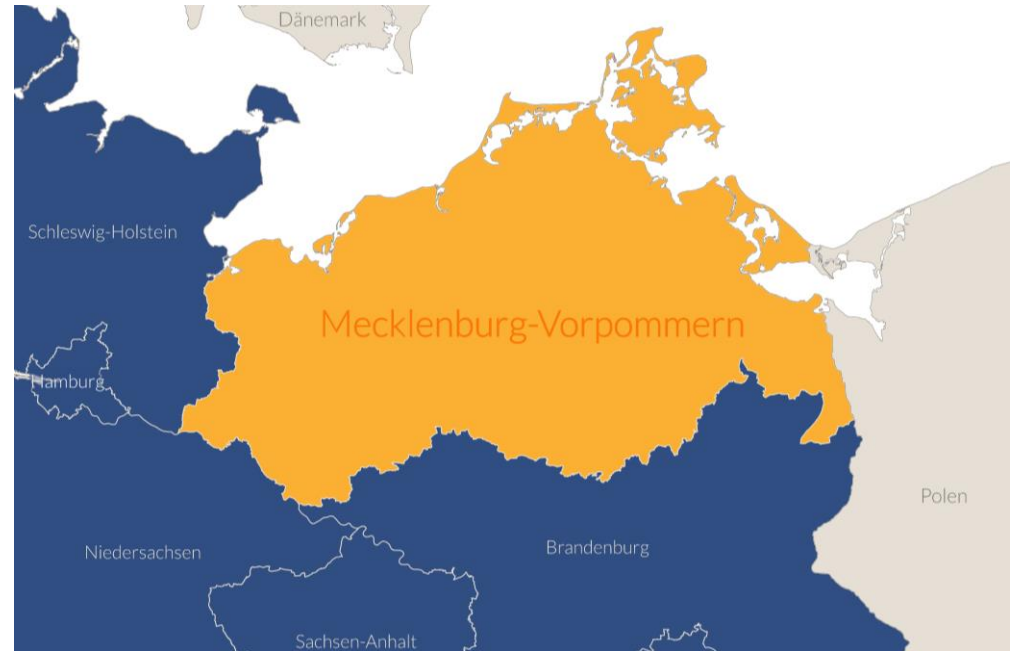 Dänemark
Schleswig-Holstein
Mecklenburg-Vorpommern
Hamburg
Polen
Niedersachsen
Brandenburg
Sachsen-Anhalt